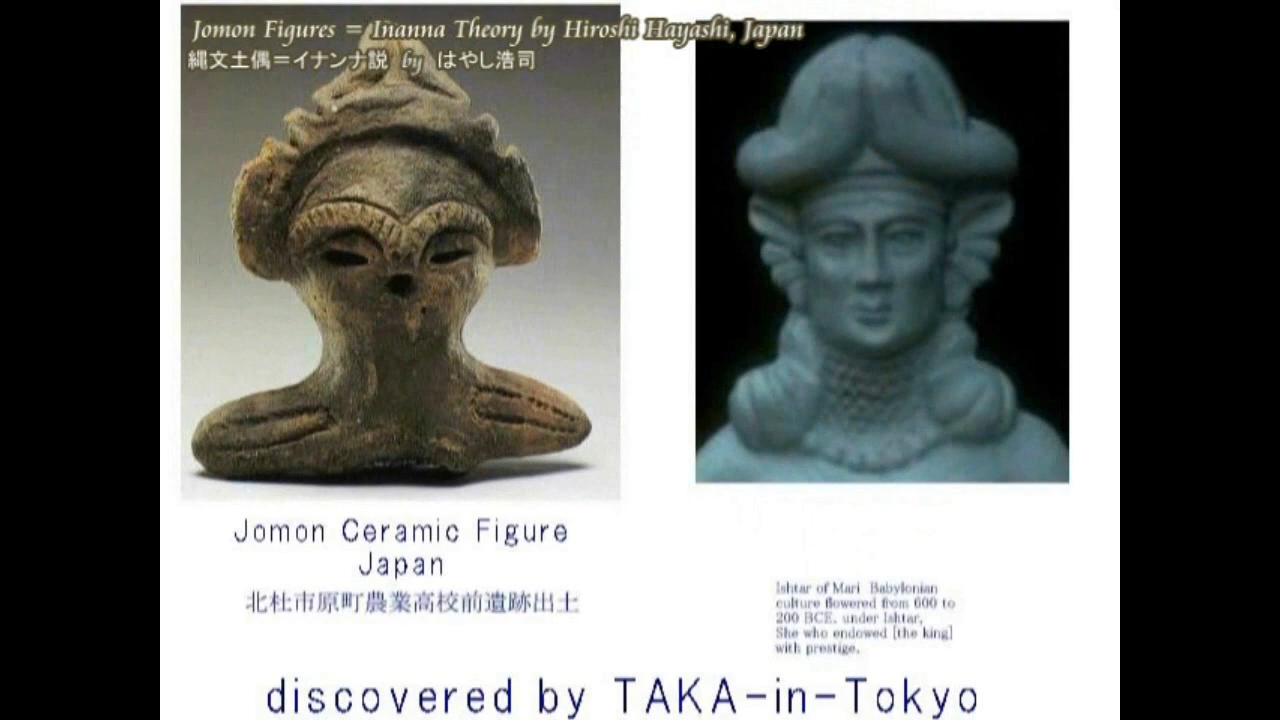 Jomon Figures = Inanna Theory by Hiroshi Hayashi, Japan
縄文土偶=イナンナ説 by はやし浩司
Jomon Ceramic Figure
Japan
北杜市原町農業高校前遺跡出土
Ishtar of Mari Babylonian
culture flowered from 600 to
200 BCE. under Ishtar,
She who endowed [the king]
with prestige.
discovered by TAKA-in-Tokyo